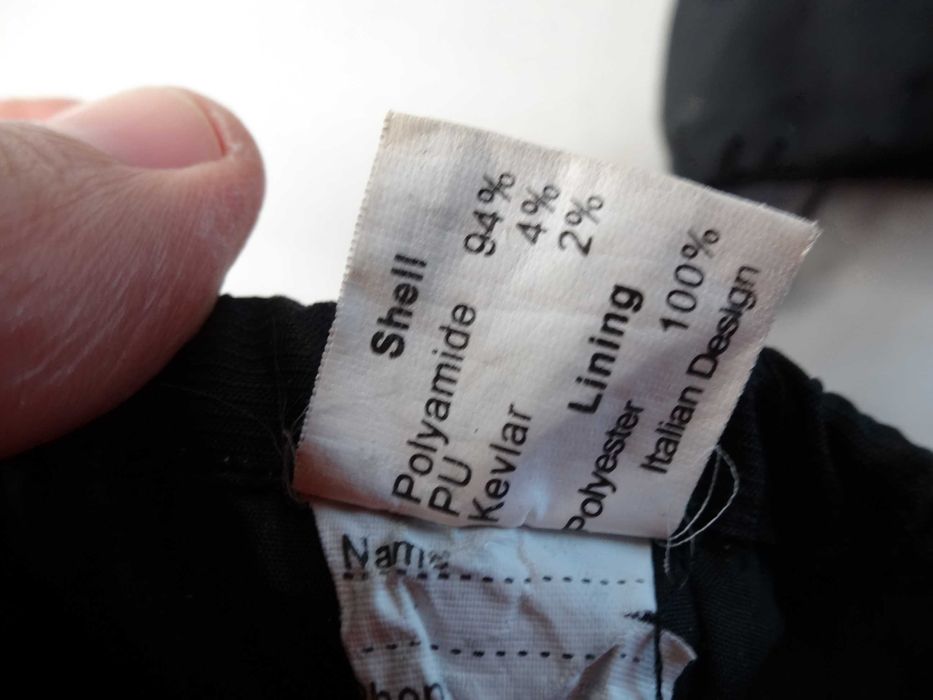 Shell
Polyamide 94%
PU 4%
Kevlar 2%
Lining
Polyester 100%
Italian Design
Name